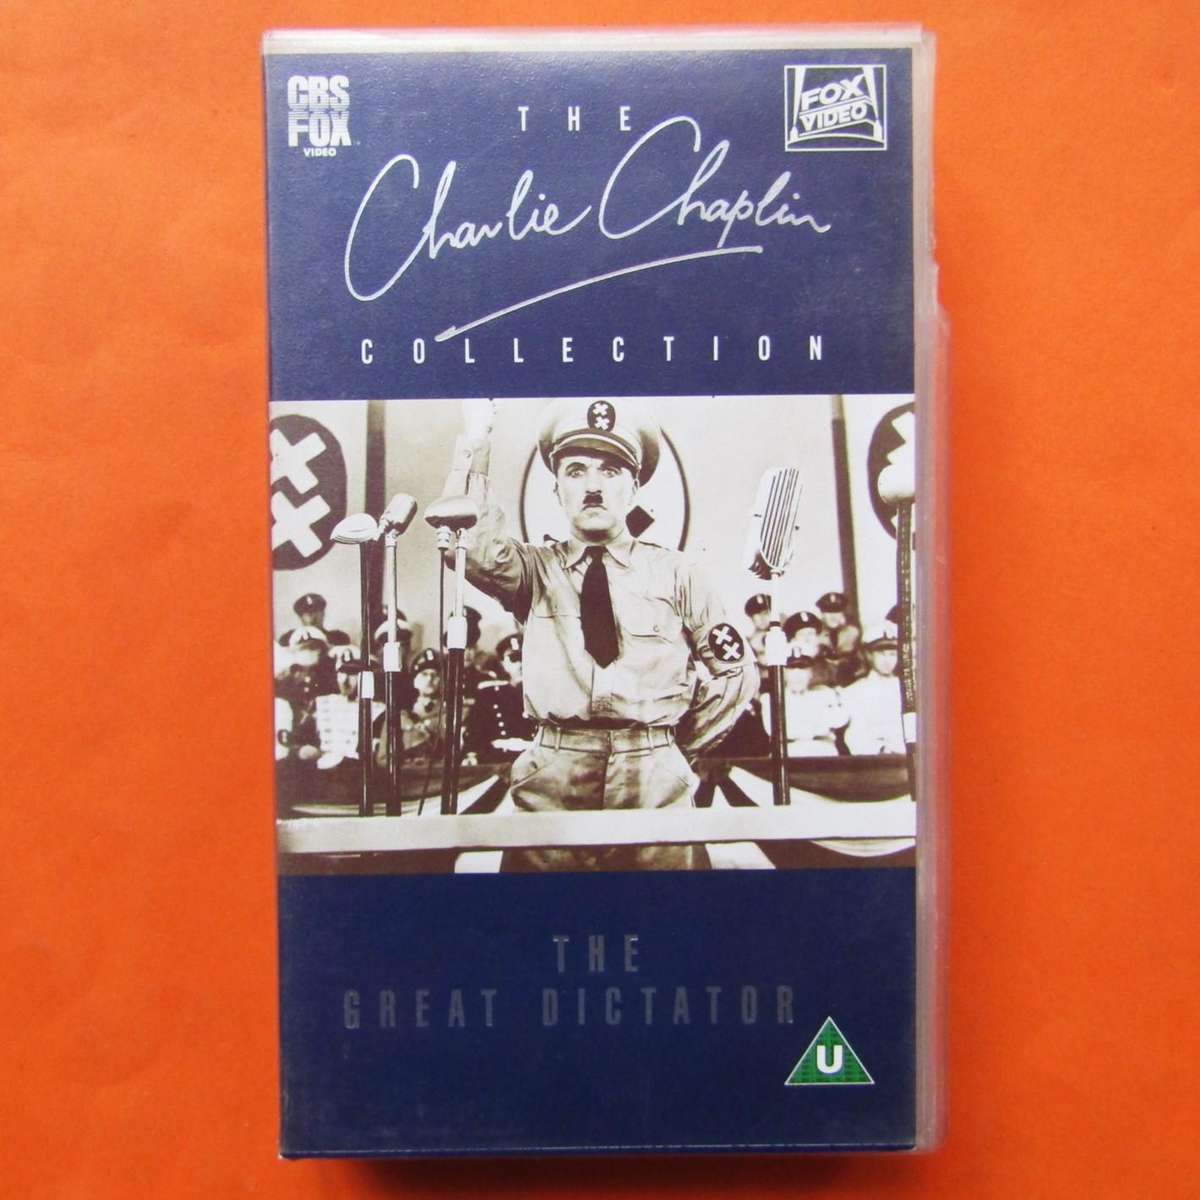 CBS
FOX
VIDEO
FOX
VIDEO
THE
Charlie Chaplin
COLLECTION
THE
GREAT DICTATOR
U